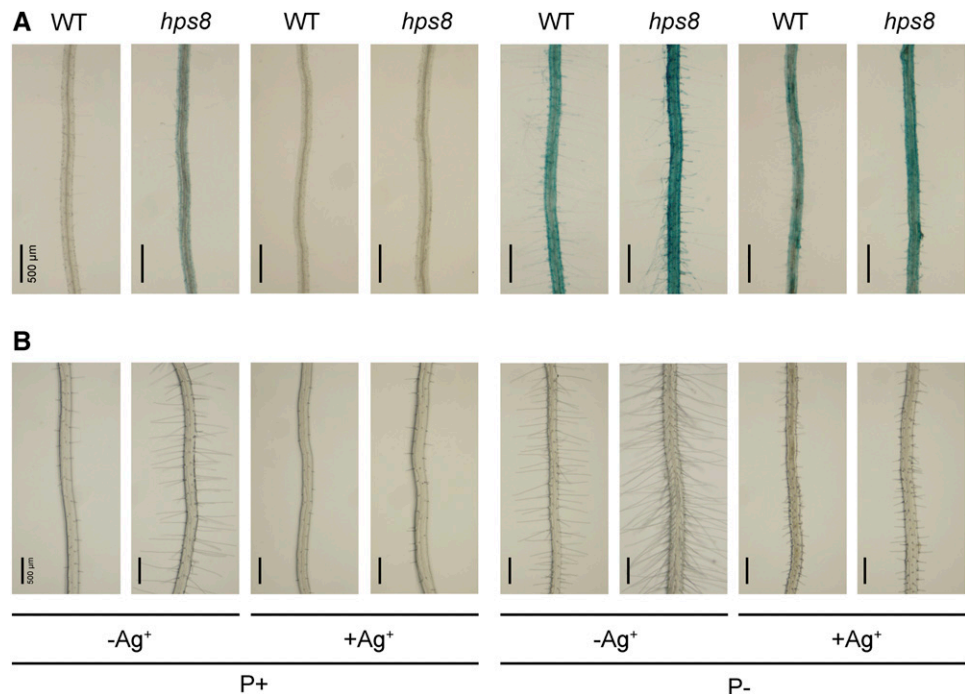 A
WT hps8 WT hps8 WT hps8 WT hps8
500 µm
B
500 µm
-Ag⁺ +Ag⁺ -Ag⁺ +Ag⁺
P+ P-